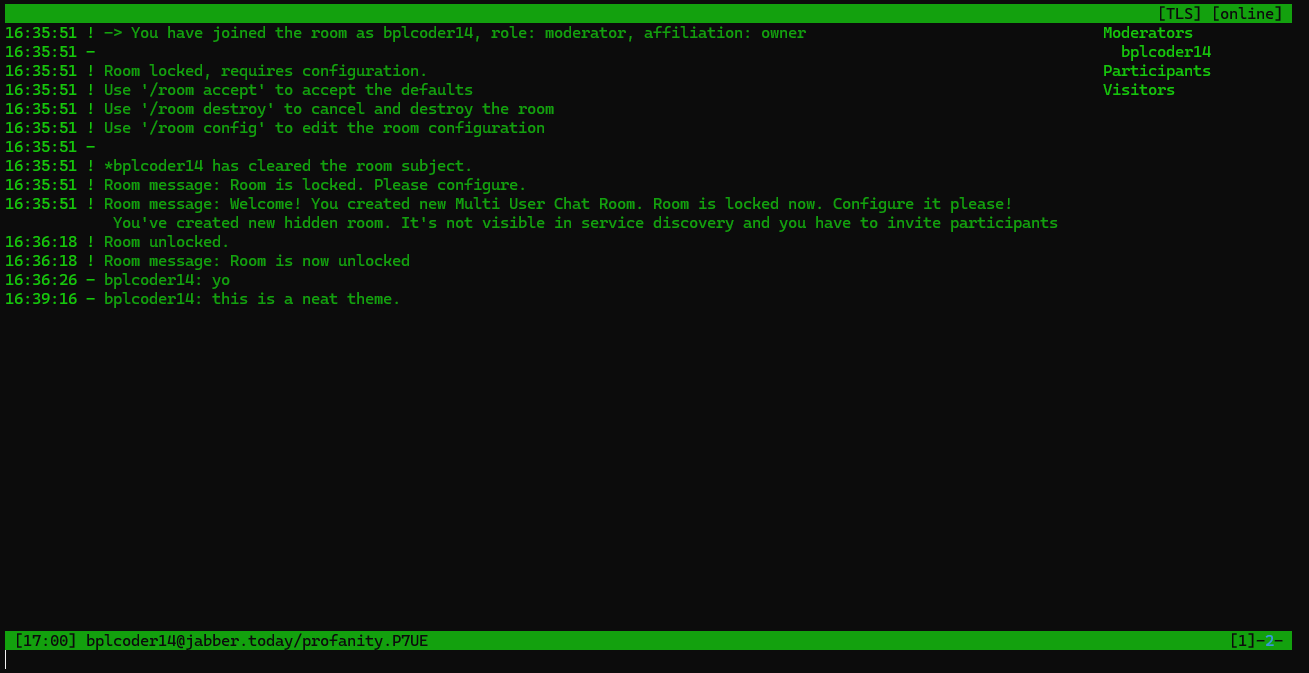 [TLS] [online]
16:35:51 ! -> You have joined the room as bplcoder14, role: moderator, affiliation: owner
16:35:51 -
16:35:51 ! Room locked, requires configuration.
16:35:51 ! Use '/room accept' to accept the defaults
16:35:51 ! Use '/room destroy' to cancel and destroy the room
16:35:51 ! Use '/room config' to edit the room configuration
16:35:51 -
16:35:51 ! *bplcoder14 has cleared the room subject.
16:35:51 ! Room message: Room is locked. Please configure.
16:35:51 ! Room message: Welcome! You created new Multi User Chat Room. Room is locked now. Configure it please!
You've created new hidden room. It's not visible in service discovery and you have to invite participants
16:36:18 ! Room unlocked.
16:36:18 ! Room message: Room is now unlocked
16:36:26 - bplcoder14: yo
16:39:16 - bplcoder14: this is a neat theme.
Moderators
bplcoder14
Participants
Visitors
[17:00] bplcoder14@jabber.today/profanity.P7UE [1]-2-